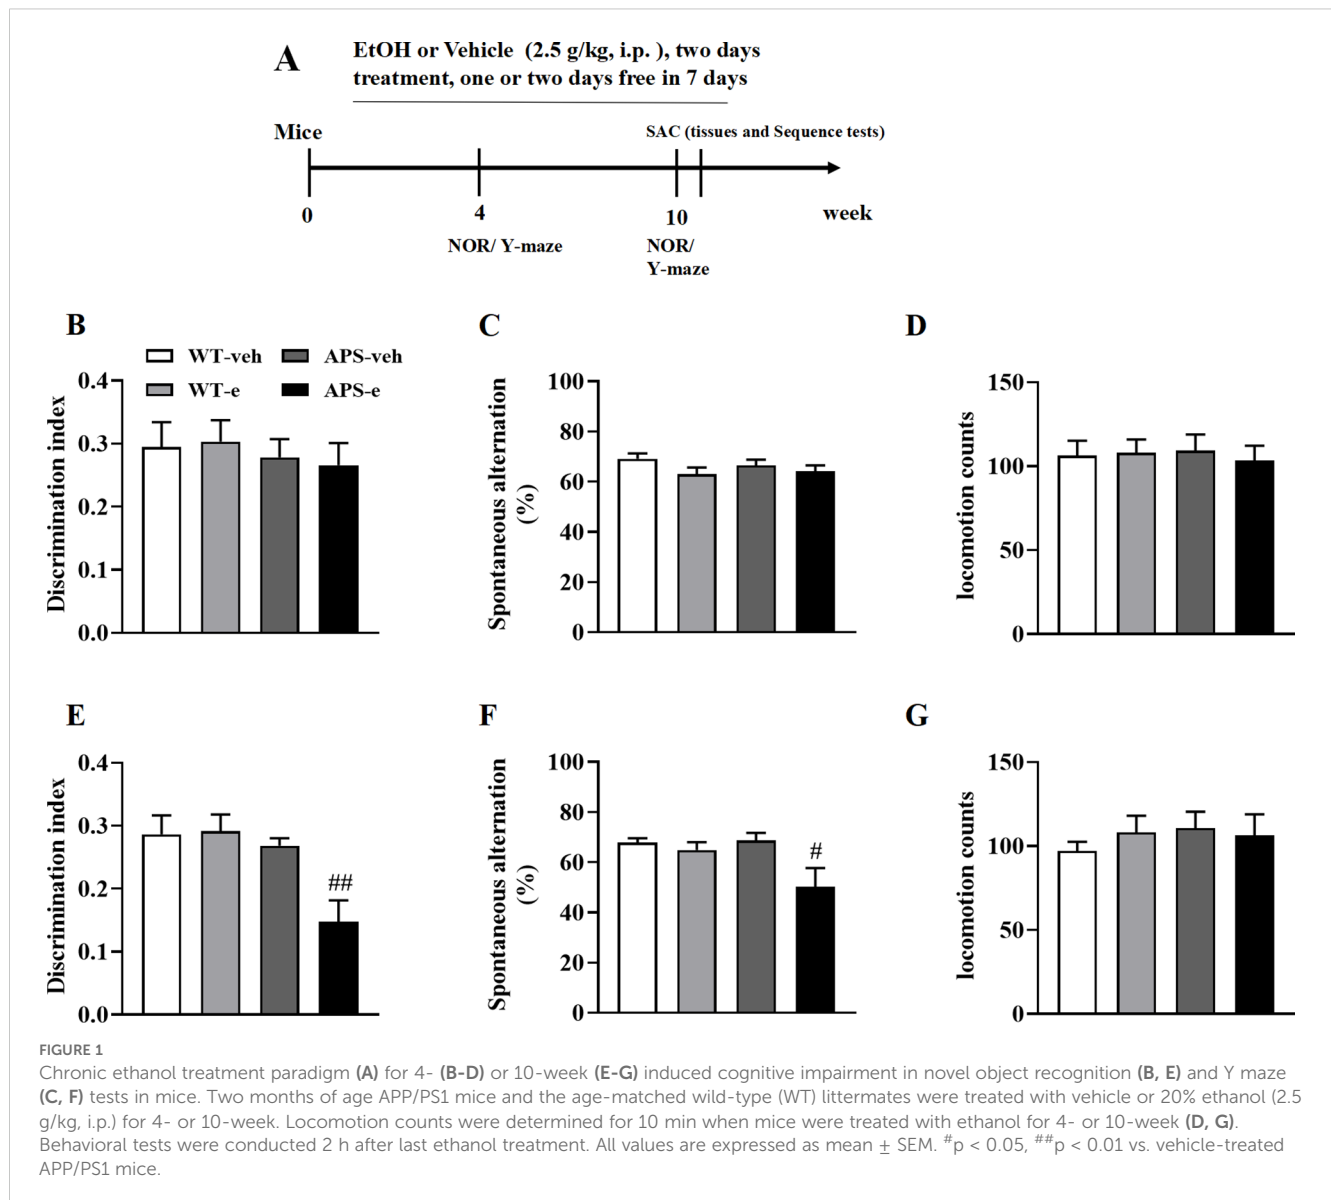 A
EtOH or Vehicle (2.5 g/kg, i.p. ), two days
treatment, one or two days free in 7 days
Mice
SAC (tissues and Sequence tests)
0
4
10
week
NOR/ Y-maze
NOR/
Y-maze
B
WT-veh
APS-veh
WT-e
APS-e
Discrimination index
0.4
0.3
0.2
0.1
0.0
C
Spontaneous alternation
(%)
100
80
60
40
20
0
D
locomotion counts
150
100
50
0
E
Discrimination index
0.4
0.3
0.2
0.1
0.0
##
F
Spontaneous alternation
(%)
100
80
60
40
20
0
#
G
locomotion counts
150
100
50
0
FIGURE 1
Chronic ethanol treatment paradigm (A) for 4- (B-D) or 10-week (E-G) induced cognitive impairment in novel object recognition (B, E) and Y maze
(C, F) tests in mice. Two months of age APP/PS1 mice and the age-matched wild-type (WT) littermates were treated with vehicle or 20% ethanol (2.5
g/kg, i.p.) for 4- or 10-week. Locomotion counts were determined for 10 min when mice were treated with ethanol for 4- or 10-week (D, G).
Behavioral tests were conducted 2 h after last ethanol treatment. All values are expressed as mean ± SEM. #p < 0.05, ##p < 0.01 vs. vehicle-treated
APP/PS1 mice.